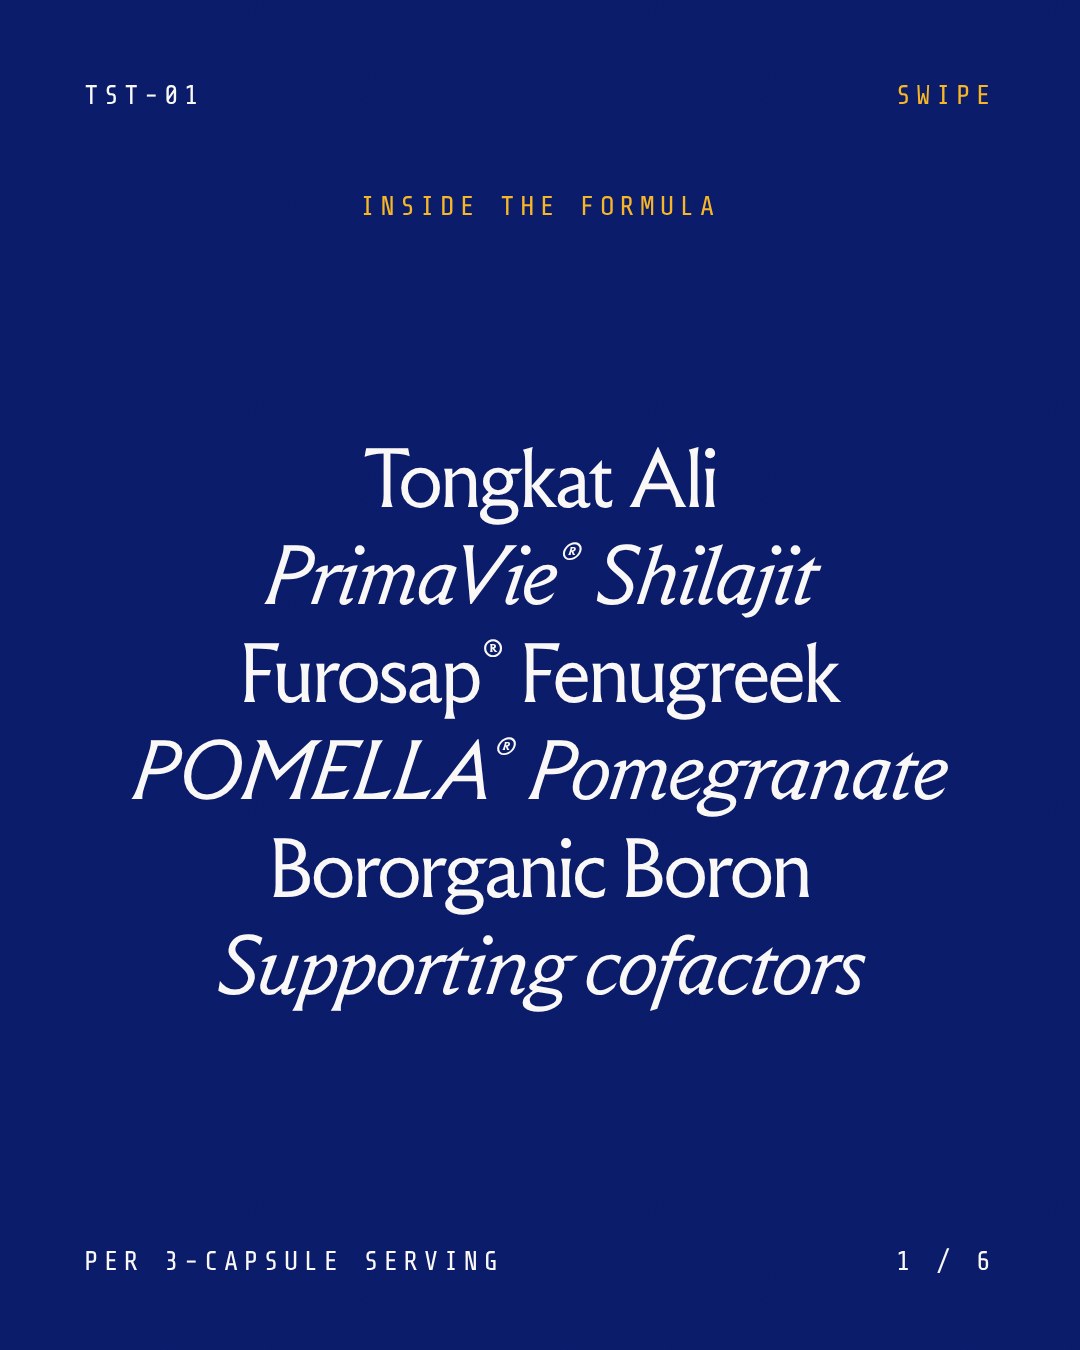 TST-01
SWIPE
INSIDE THE FORMULA
Tongkat Ali
PrimaVie® Shilajit
Furosap® Fenugreek
POMELLA® Pomegranate
Bororganic Boron
Supporting cofactors
PER 3-CAPSULE SERVING
1 / 6